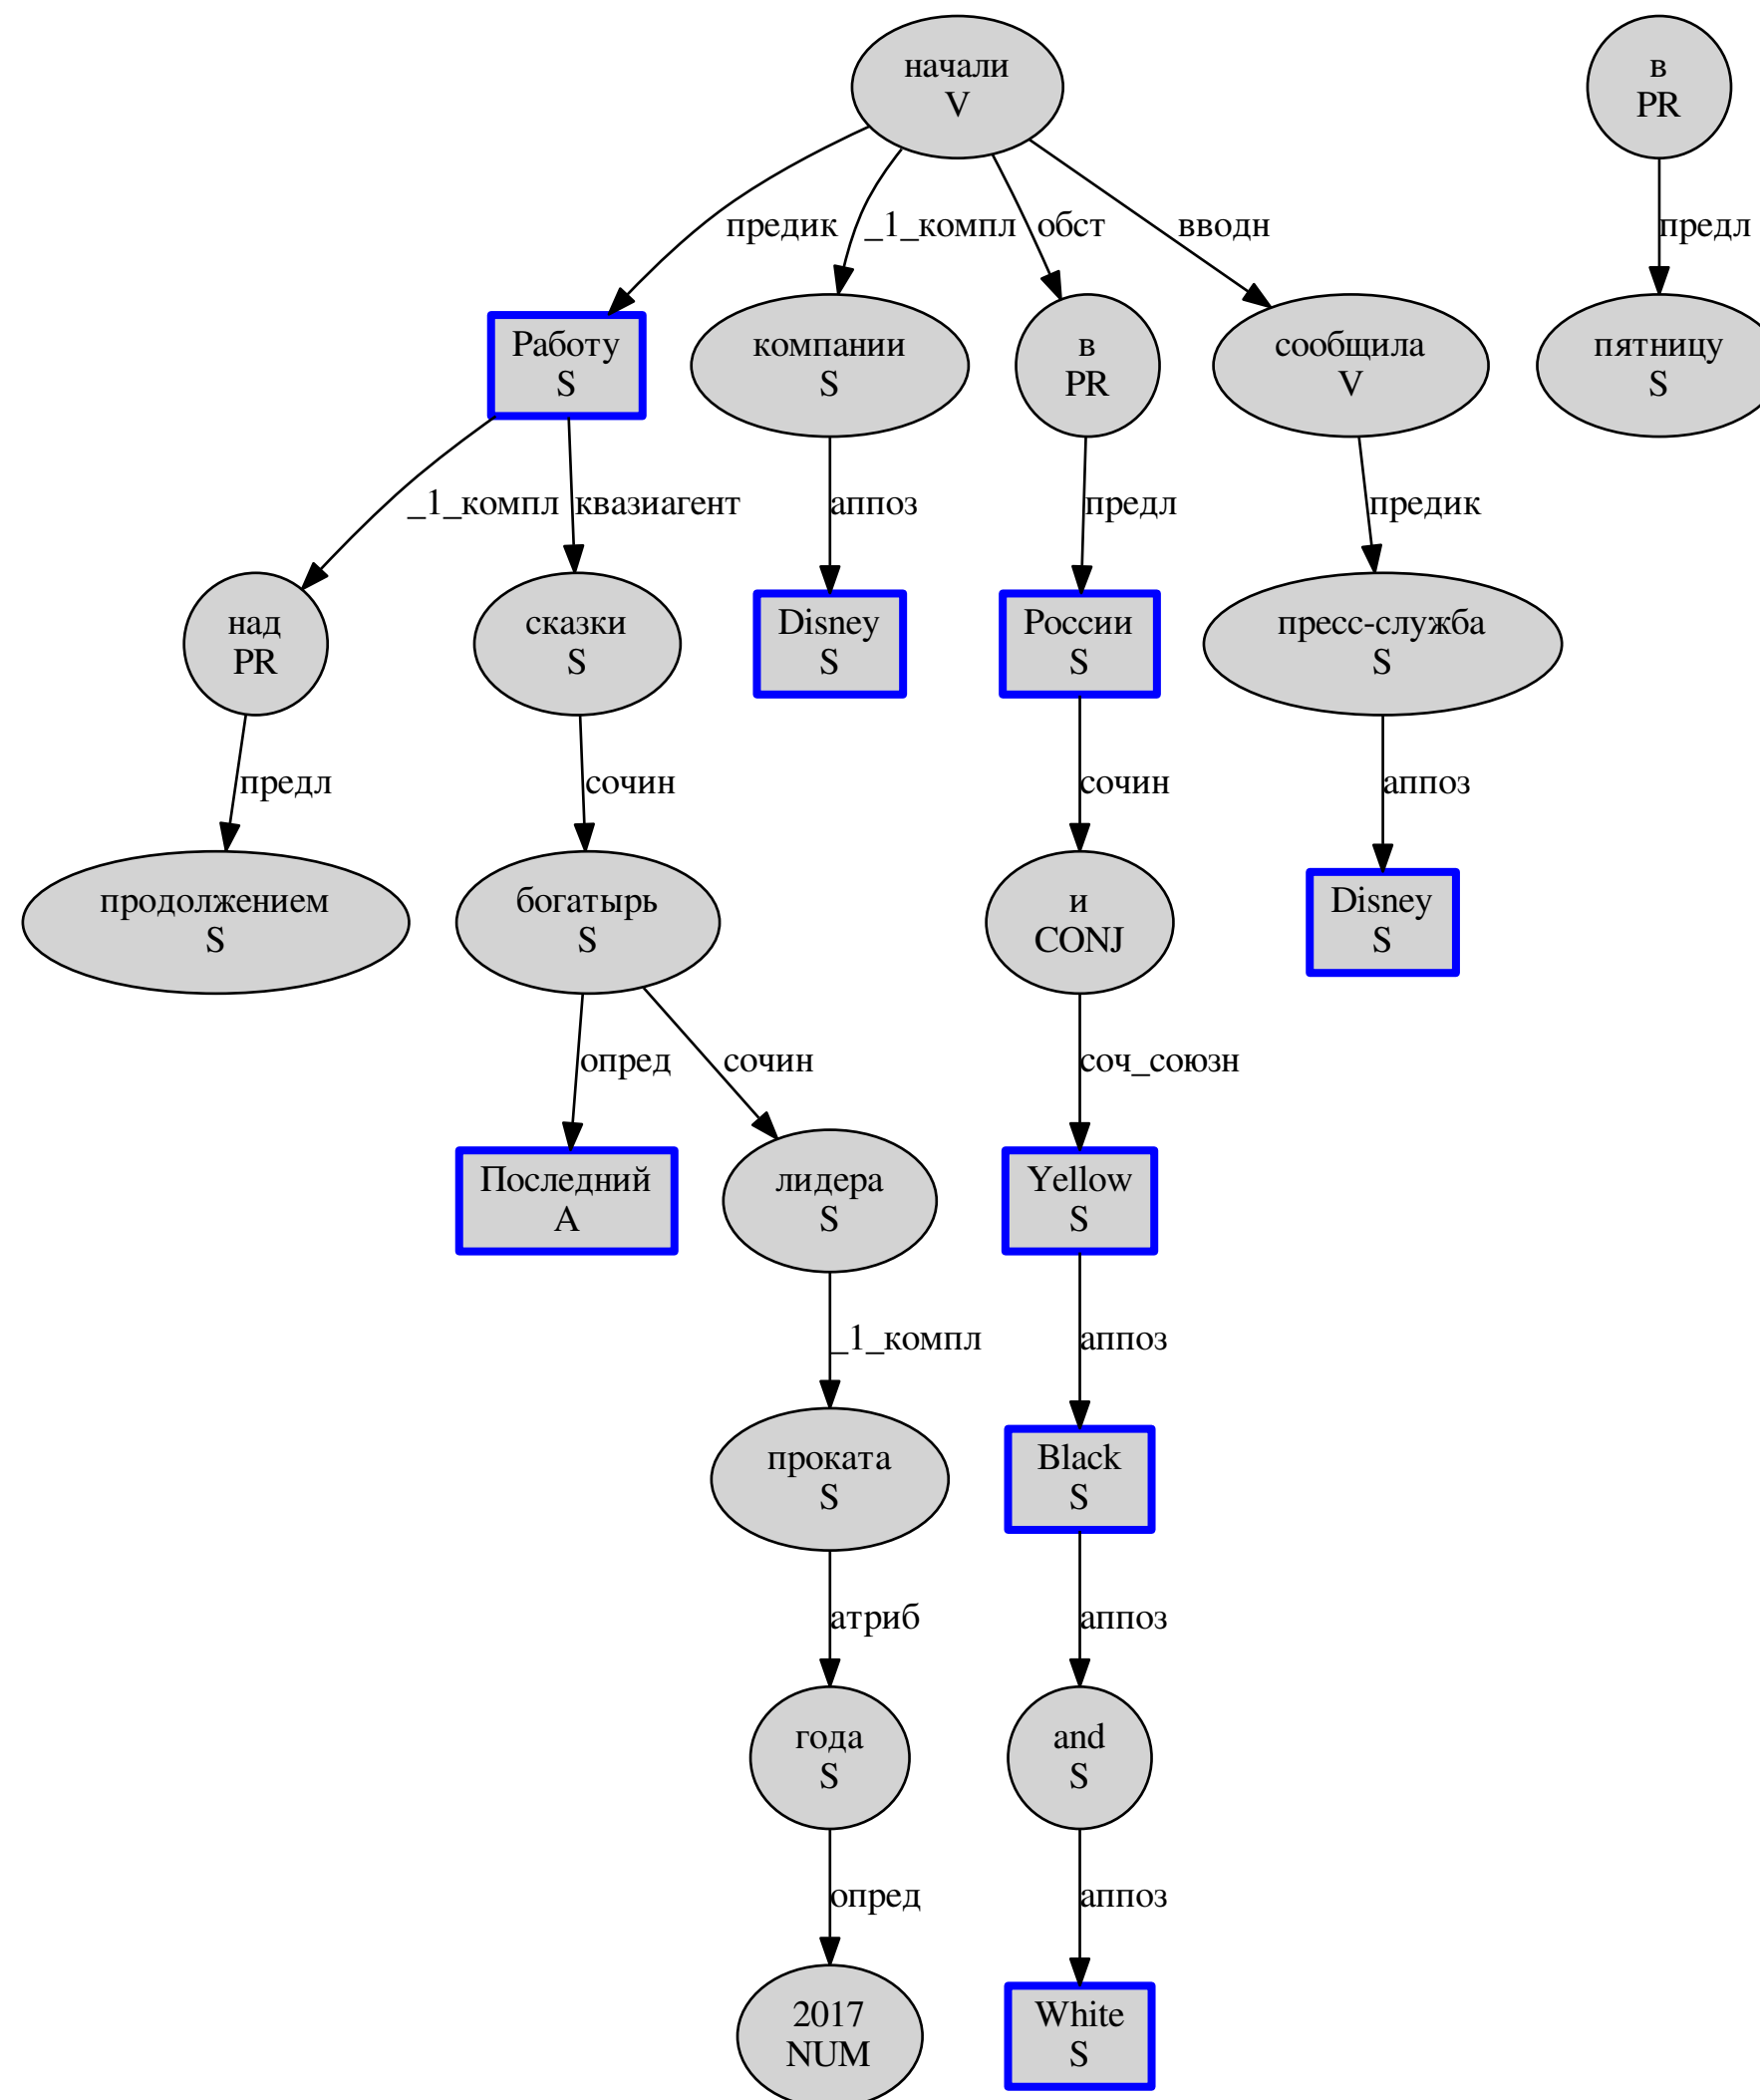 начали
V
в
PR
предик
_1_компл
обст
вводн
предл
Работу
S
компании
S
в
PR
сообщила
V
пятницу
S
_1_компл
квазиагент
аппоз
предл
предик
над
PR
сказки
S
Disney
S
России
S
пресс-служба
S
предл
сочин
сочин
аппоз
продолжением
S
богатырь
S
и
CONJ
Disney
S
опред
сочин
соч_союзн
Последний
A
лидера
S
Yellow
S
_1_компл
аппоз
проката
S
Black
S
атриб
аппоз
года
S
and
S
опред
аппоз
2017
NUM
White
S